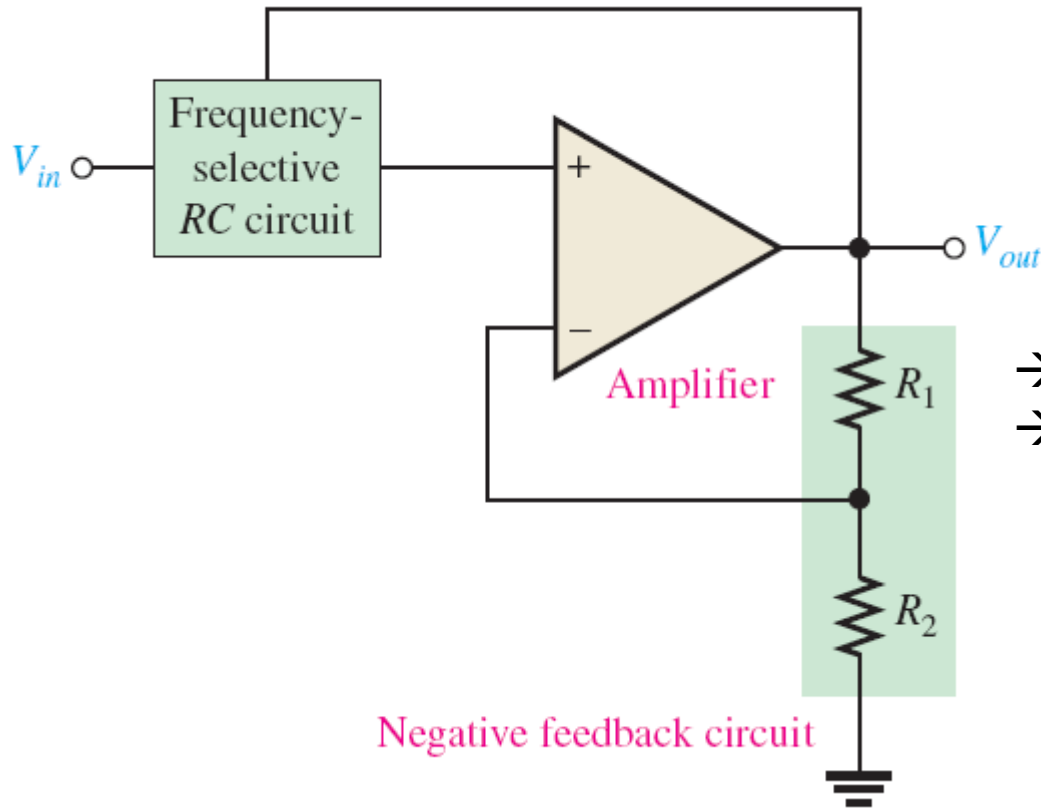 Frequency-
selective
RC circuit
V_in
+
−
V_out
Amplifier
R_1
→
→
R_2
Negative feedback circuit